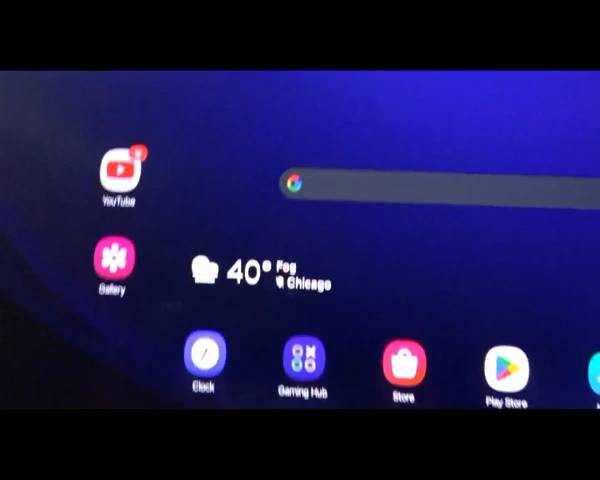 YouTube
Gallery
40°
Fog
Chicago
Clock
Gaming Hub
Store
Play Store